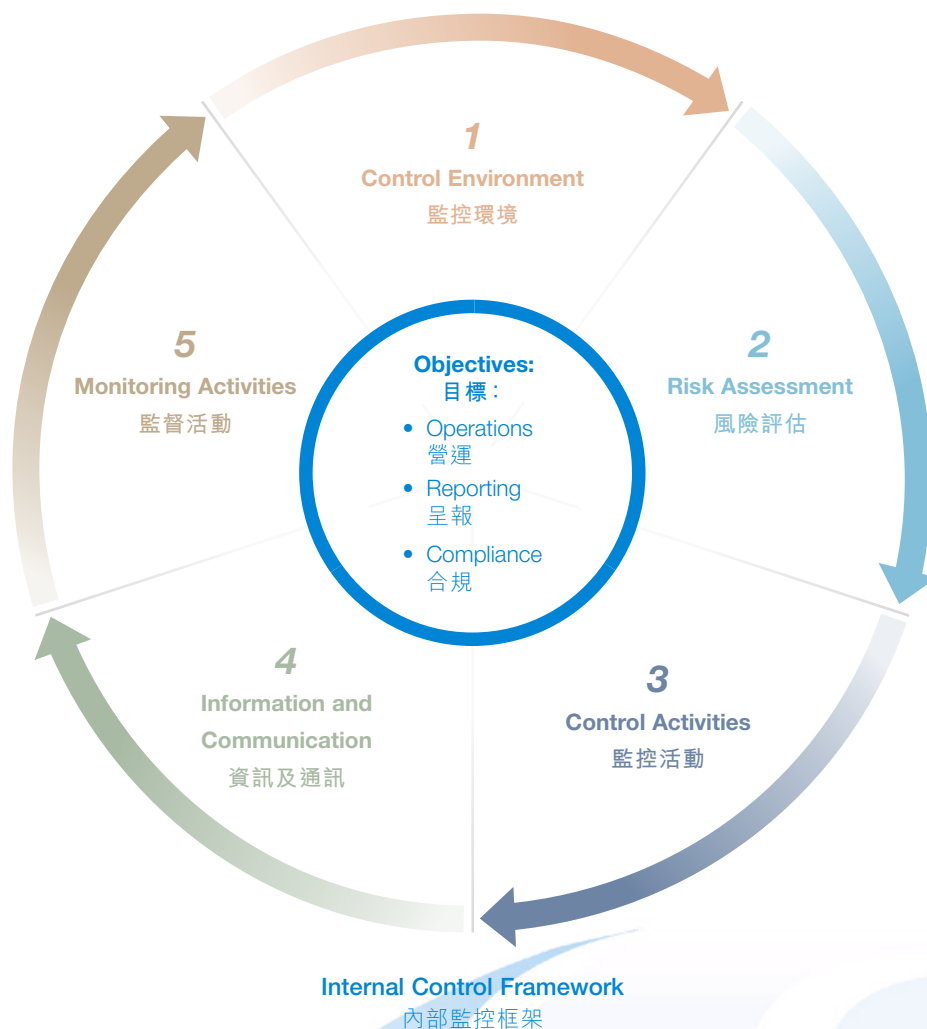 1
Control Environment
監控環境
2
Risk Assessment
風險評估
3
Control Activities
監控活動
4
Information and
Communication
資訊及通訊
5
Monitoring Activities
監督活動
Objectives:
目標：
• Operations
營運
• Reporting
呈報
• Compliance
合規
Internal Control Framework
內部監控框架